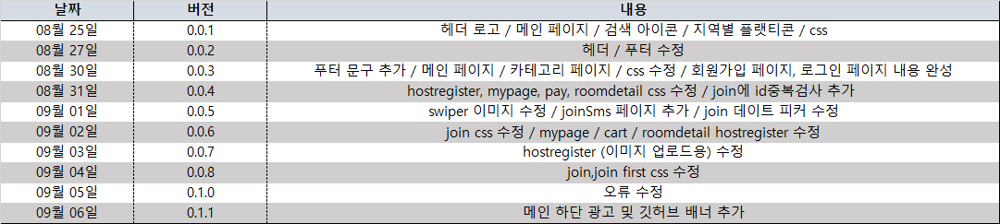 날짜 버전 내용
08월 25일 0.0.1 헤더 로고 / 메인 페이지 / 검색 아이콘 / 지역별 플랫티콘 / css
08월 27일 0.0.2 헤더 / 푸터 수정
08월 30일 0.0.3 푸터 문구 추가 / 메인 페이지 / 카테고리 페이지 / css 수정 / 회원가입 페이지, 로그인 페이지 내용 완성
08월 31일 0.0.4 hostregister, mypage, pay, roomdetail css 수정 / join에 id중복검사 추가
09월 01일 0.0.5 swiper 이미지 수정 / joinSms 페이지 추가 / join 데이트 피커 수정
09월 02일 0.0.6 join css 수정 / mypage / cart / roomdetail hostregister 수정
09월 03일 0.0.7 hostregister (이미지 업로드용) 수정
09월 04일 0.0.8 join,join first css 수정
09월 05일 0.1.0 오류 수정
09월 06일 0.1.1 메인 하단 광고 및 깃허브 배너 추가